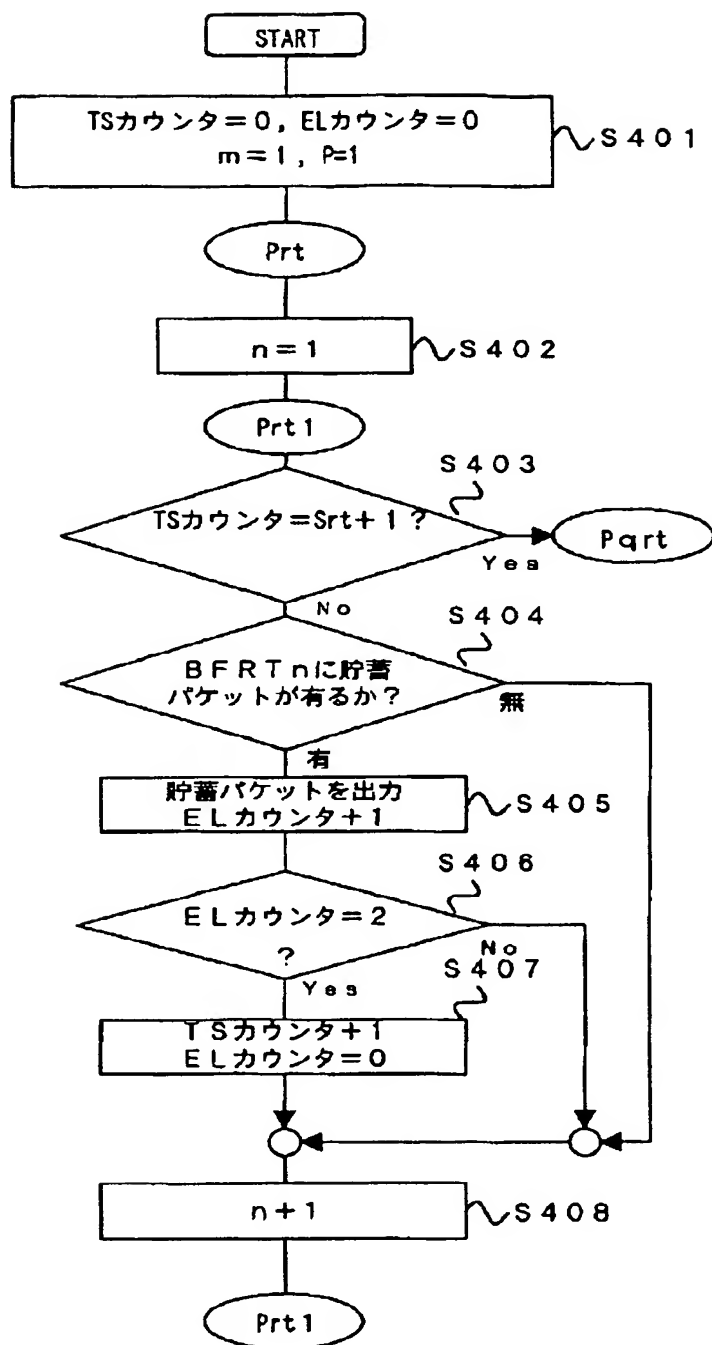 START
TSカウンタ=0, ELカウンタ=0
m=1, P=1
S401
Prt
n=1
S402
Prt1
S403
TSカウンタ=Srt+1?
Pqrt
Yes
No
S404
BFRTnに貯蓄
パケットが有るか?
無
有
貯蓄パケットを出力
ELカウンタ+1
S405
S406
ELカウンタ=2
?
No
Yes
S407
TSカウンタ+1
ELカウンタ=0
n+1
S408
Prt1